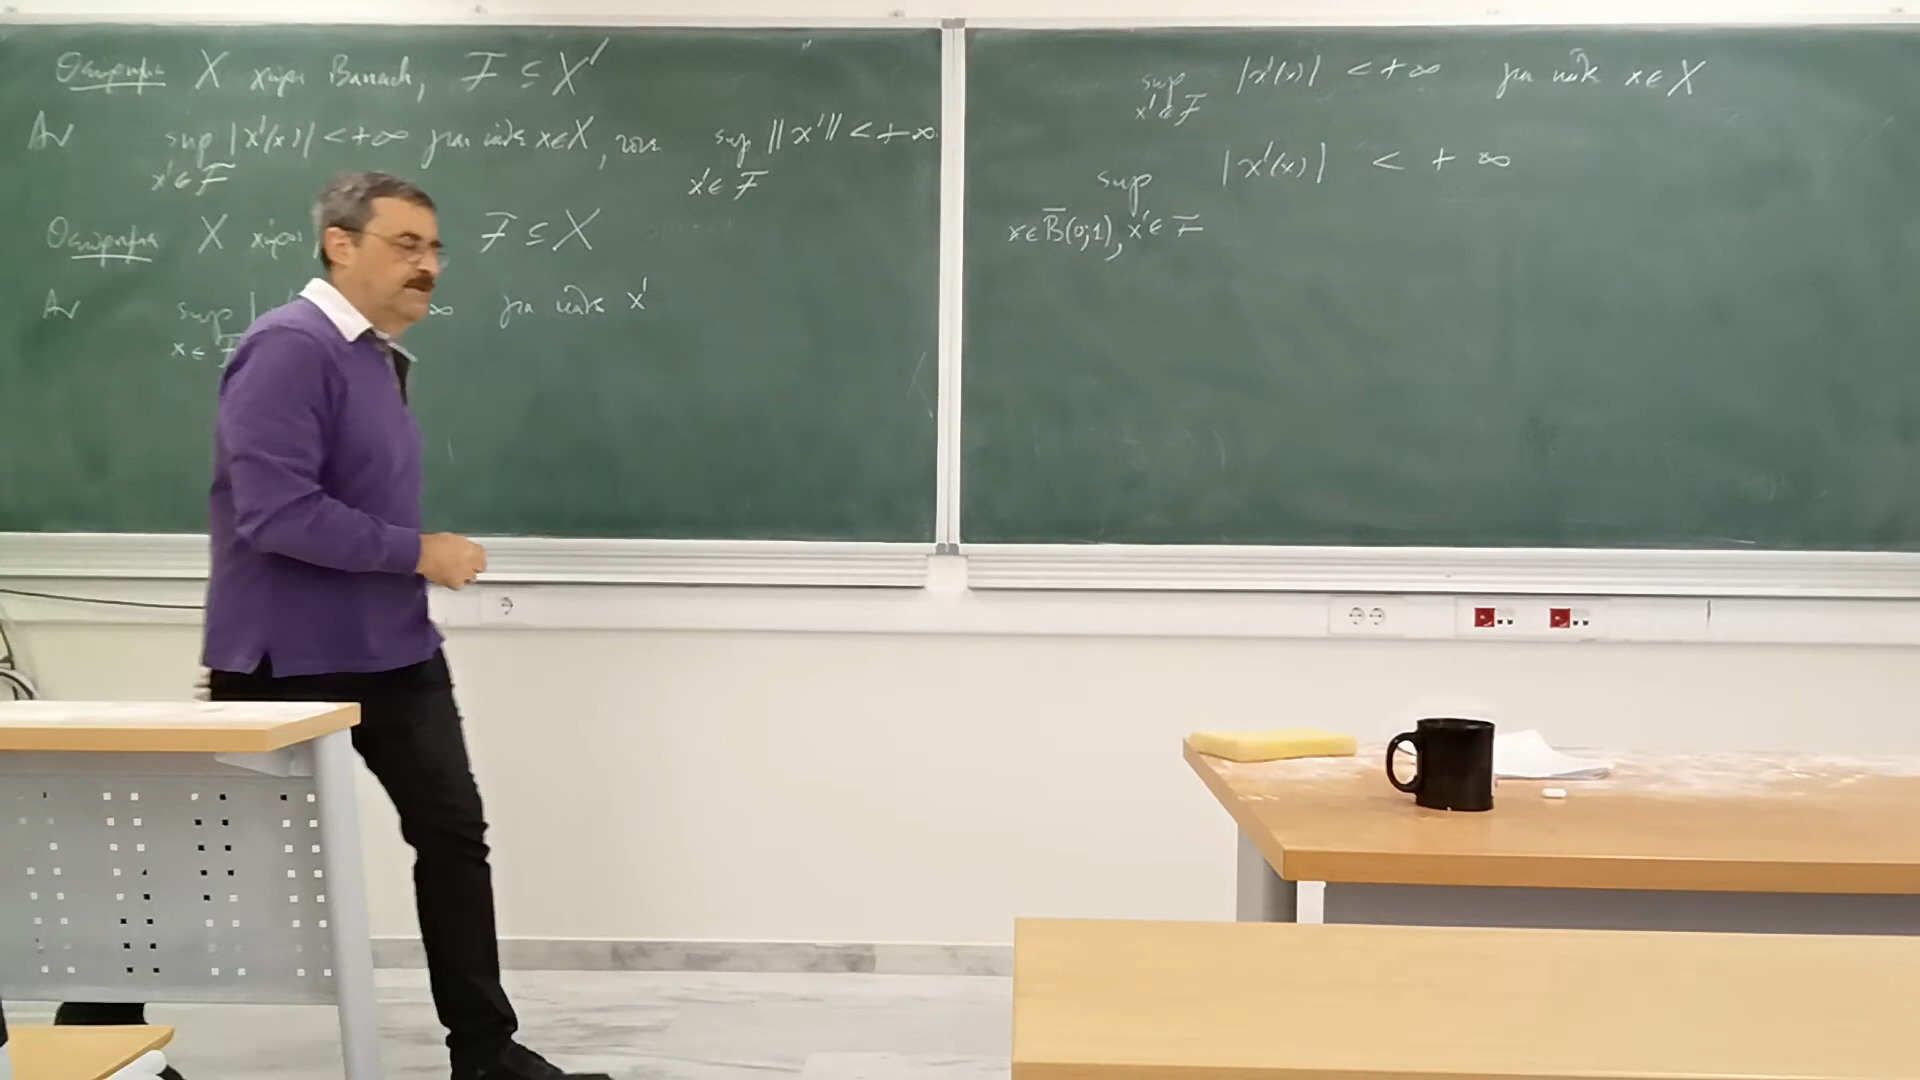 Θεώρημα X χώρος Banach, F ⊆ X'
Αν sup |x'(x)| < +∞ για κάθε x ∈ X, τότε sup ||x'|| < +∞
x' ∈ F x' ∈ F
Θεώρημα X χώρος F ⊆ X
Αν sup | ∞ για κάθε x'
x ∈ F
sup |x'(x)| < +∞ για κάθε x ∈ X
x' ∈ F
sup |x'(x)| < +∞
x ∈ B̅(0;1), x' ∈ F